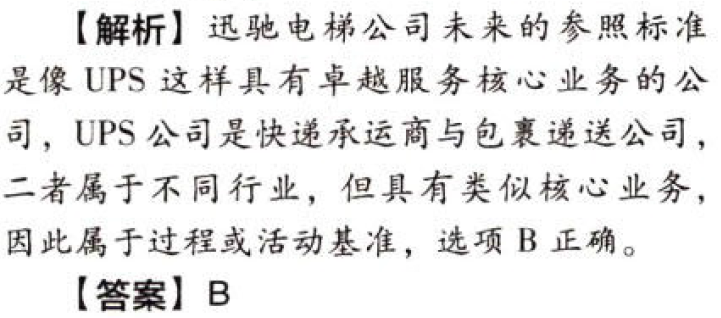 【解析】迅驰电梯公司未来的参照标准
是像 UPS 这样具有卓越服务核心业务的公
司，UPS 公司是快递承运商与包裹递送公司，
二者属于不同行业，但具有类似核心业务，
因此属于过程或活动基准，选项 B 正确。
【答案】B